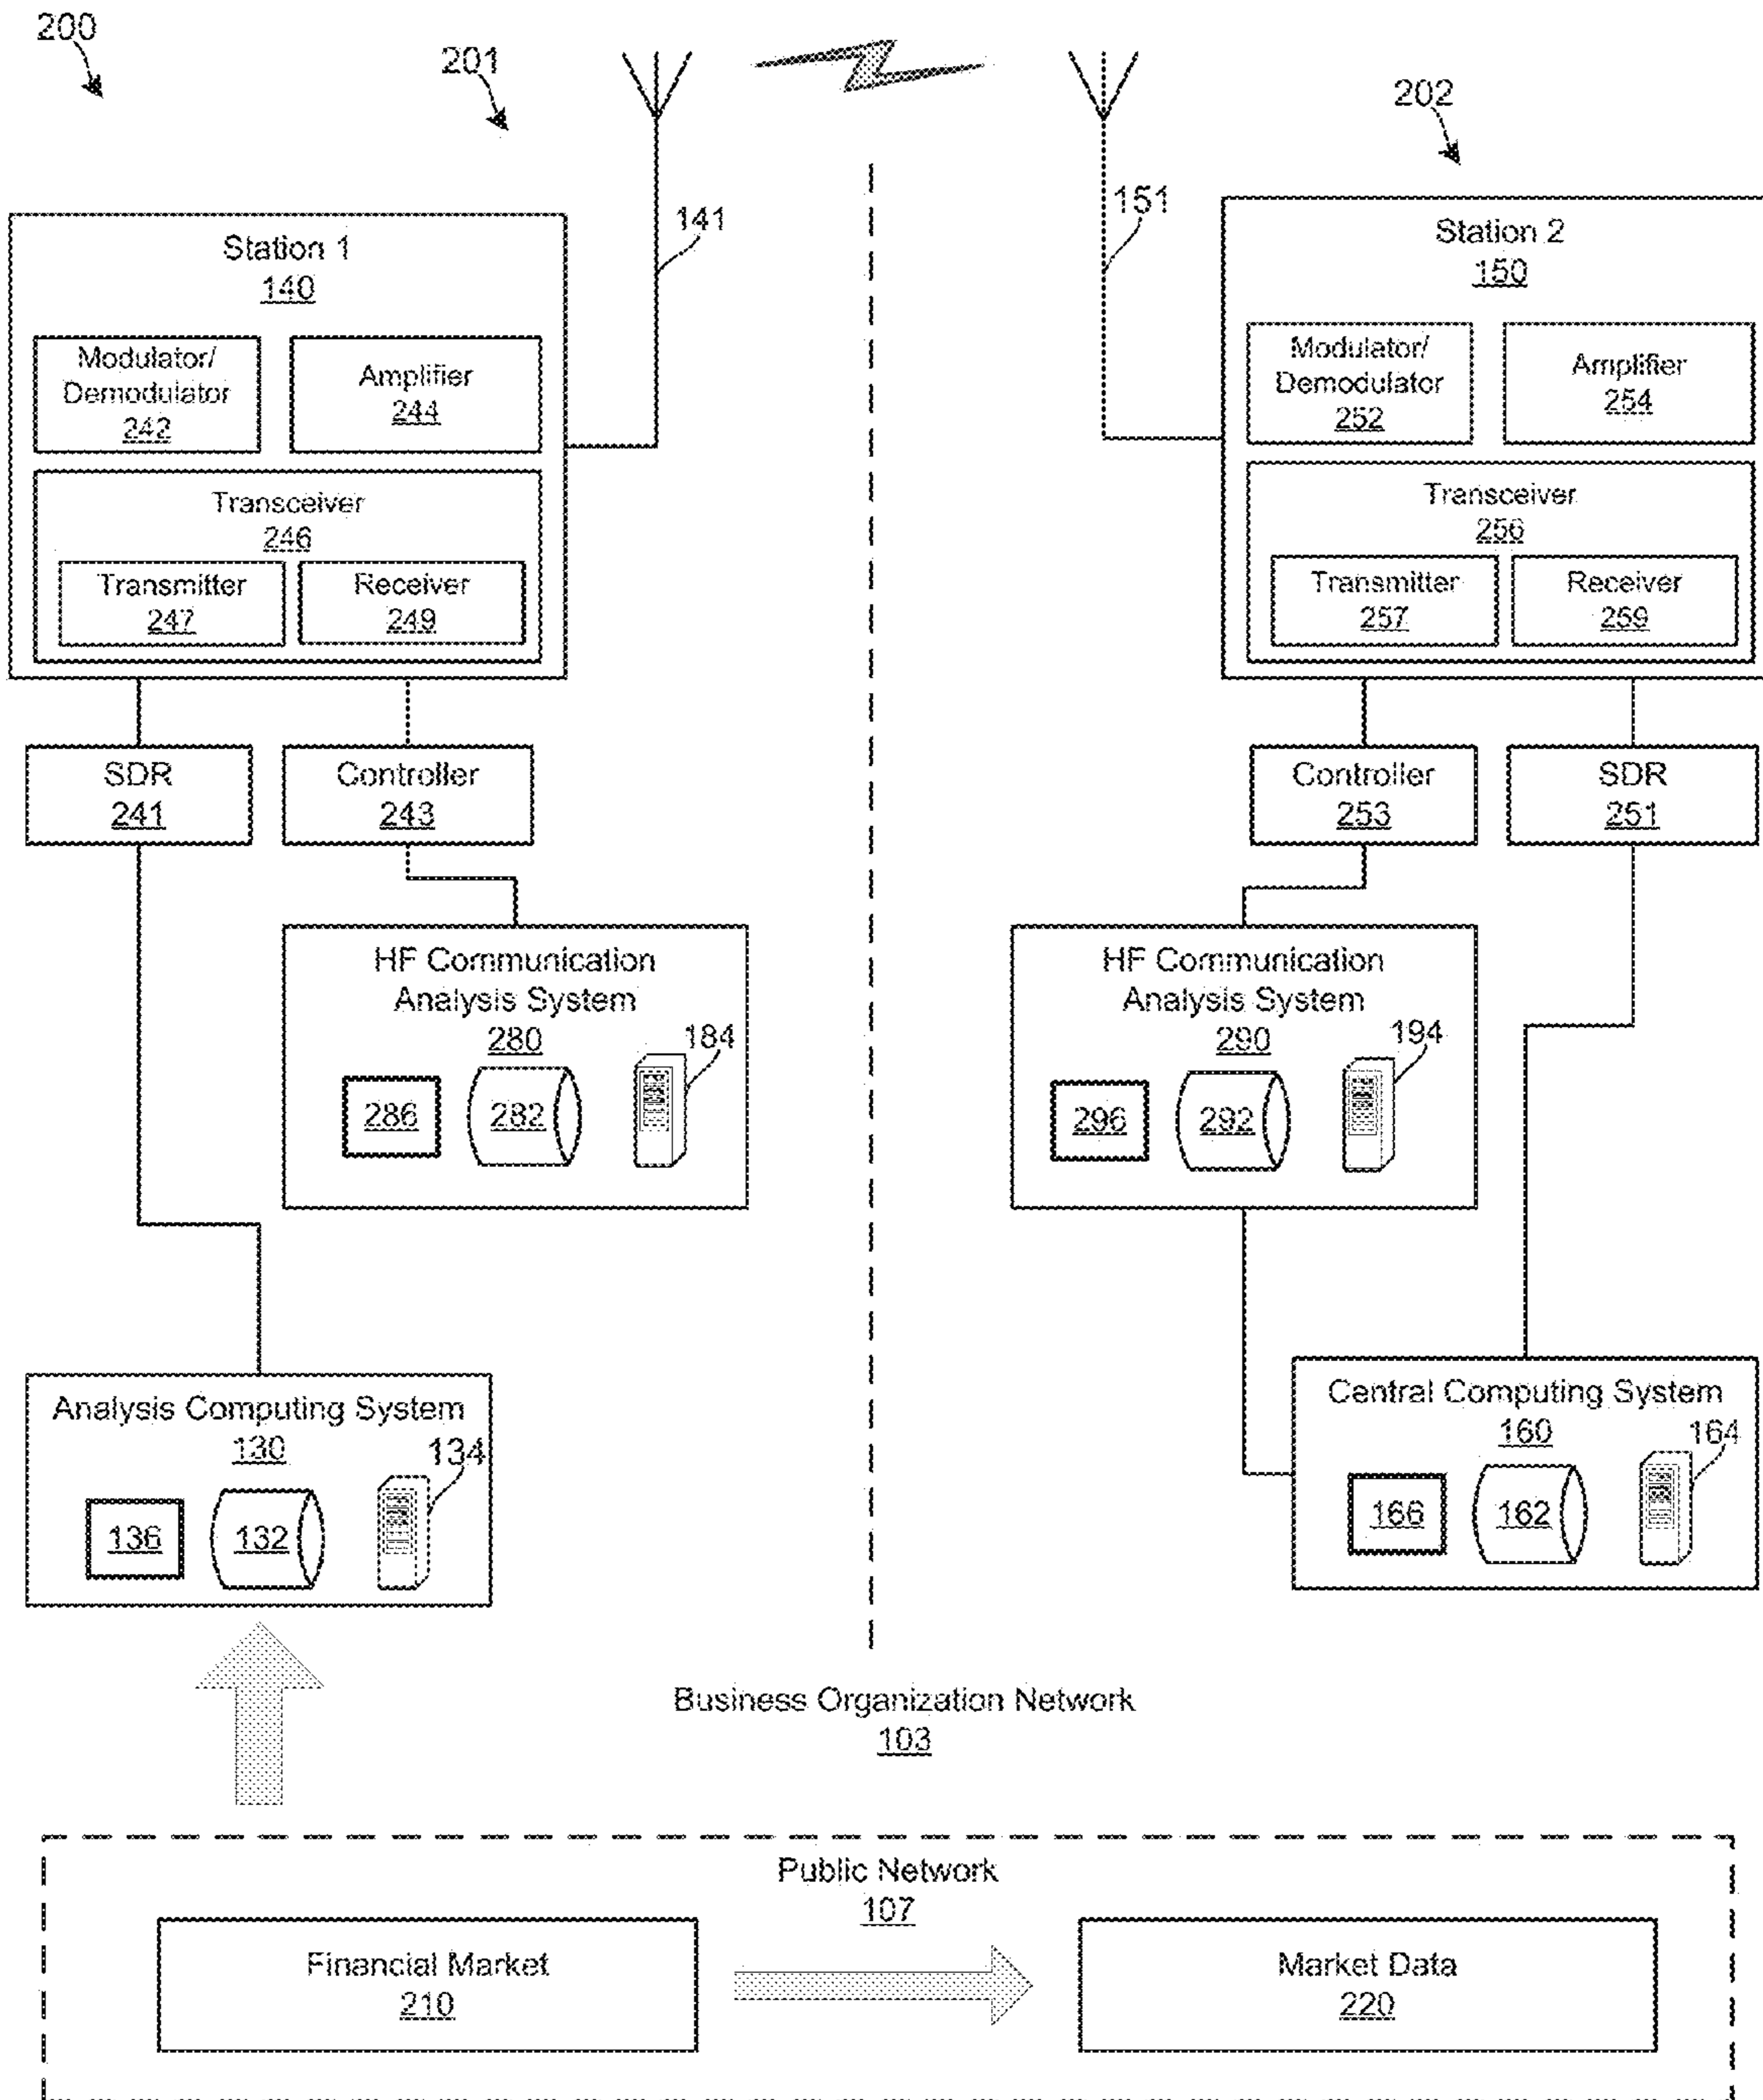 200
201
202
141
151
Station 1
140
Modulator/
Demodulator
242
Amplifier
244
Transceiver
246
Transmitter
247
Receiver
249
Station 2
150
Modulator/
Demodulator
252
Amplifier
254
Transceiver
256
Transmitter
257
Receiver
259
SDR
241
Controller
243
Controller
253
SDR
251
HF Communication
Analysis System
280
184
286
282
HF Communication
Analysis System
290
194
296
292
Analysis Computing System
130
134
136
132
Central Computing System
160
164
166
162
Business Organization Network
103
Public Network
107
Financial Market
210
Market Data
220